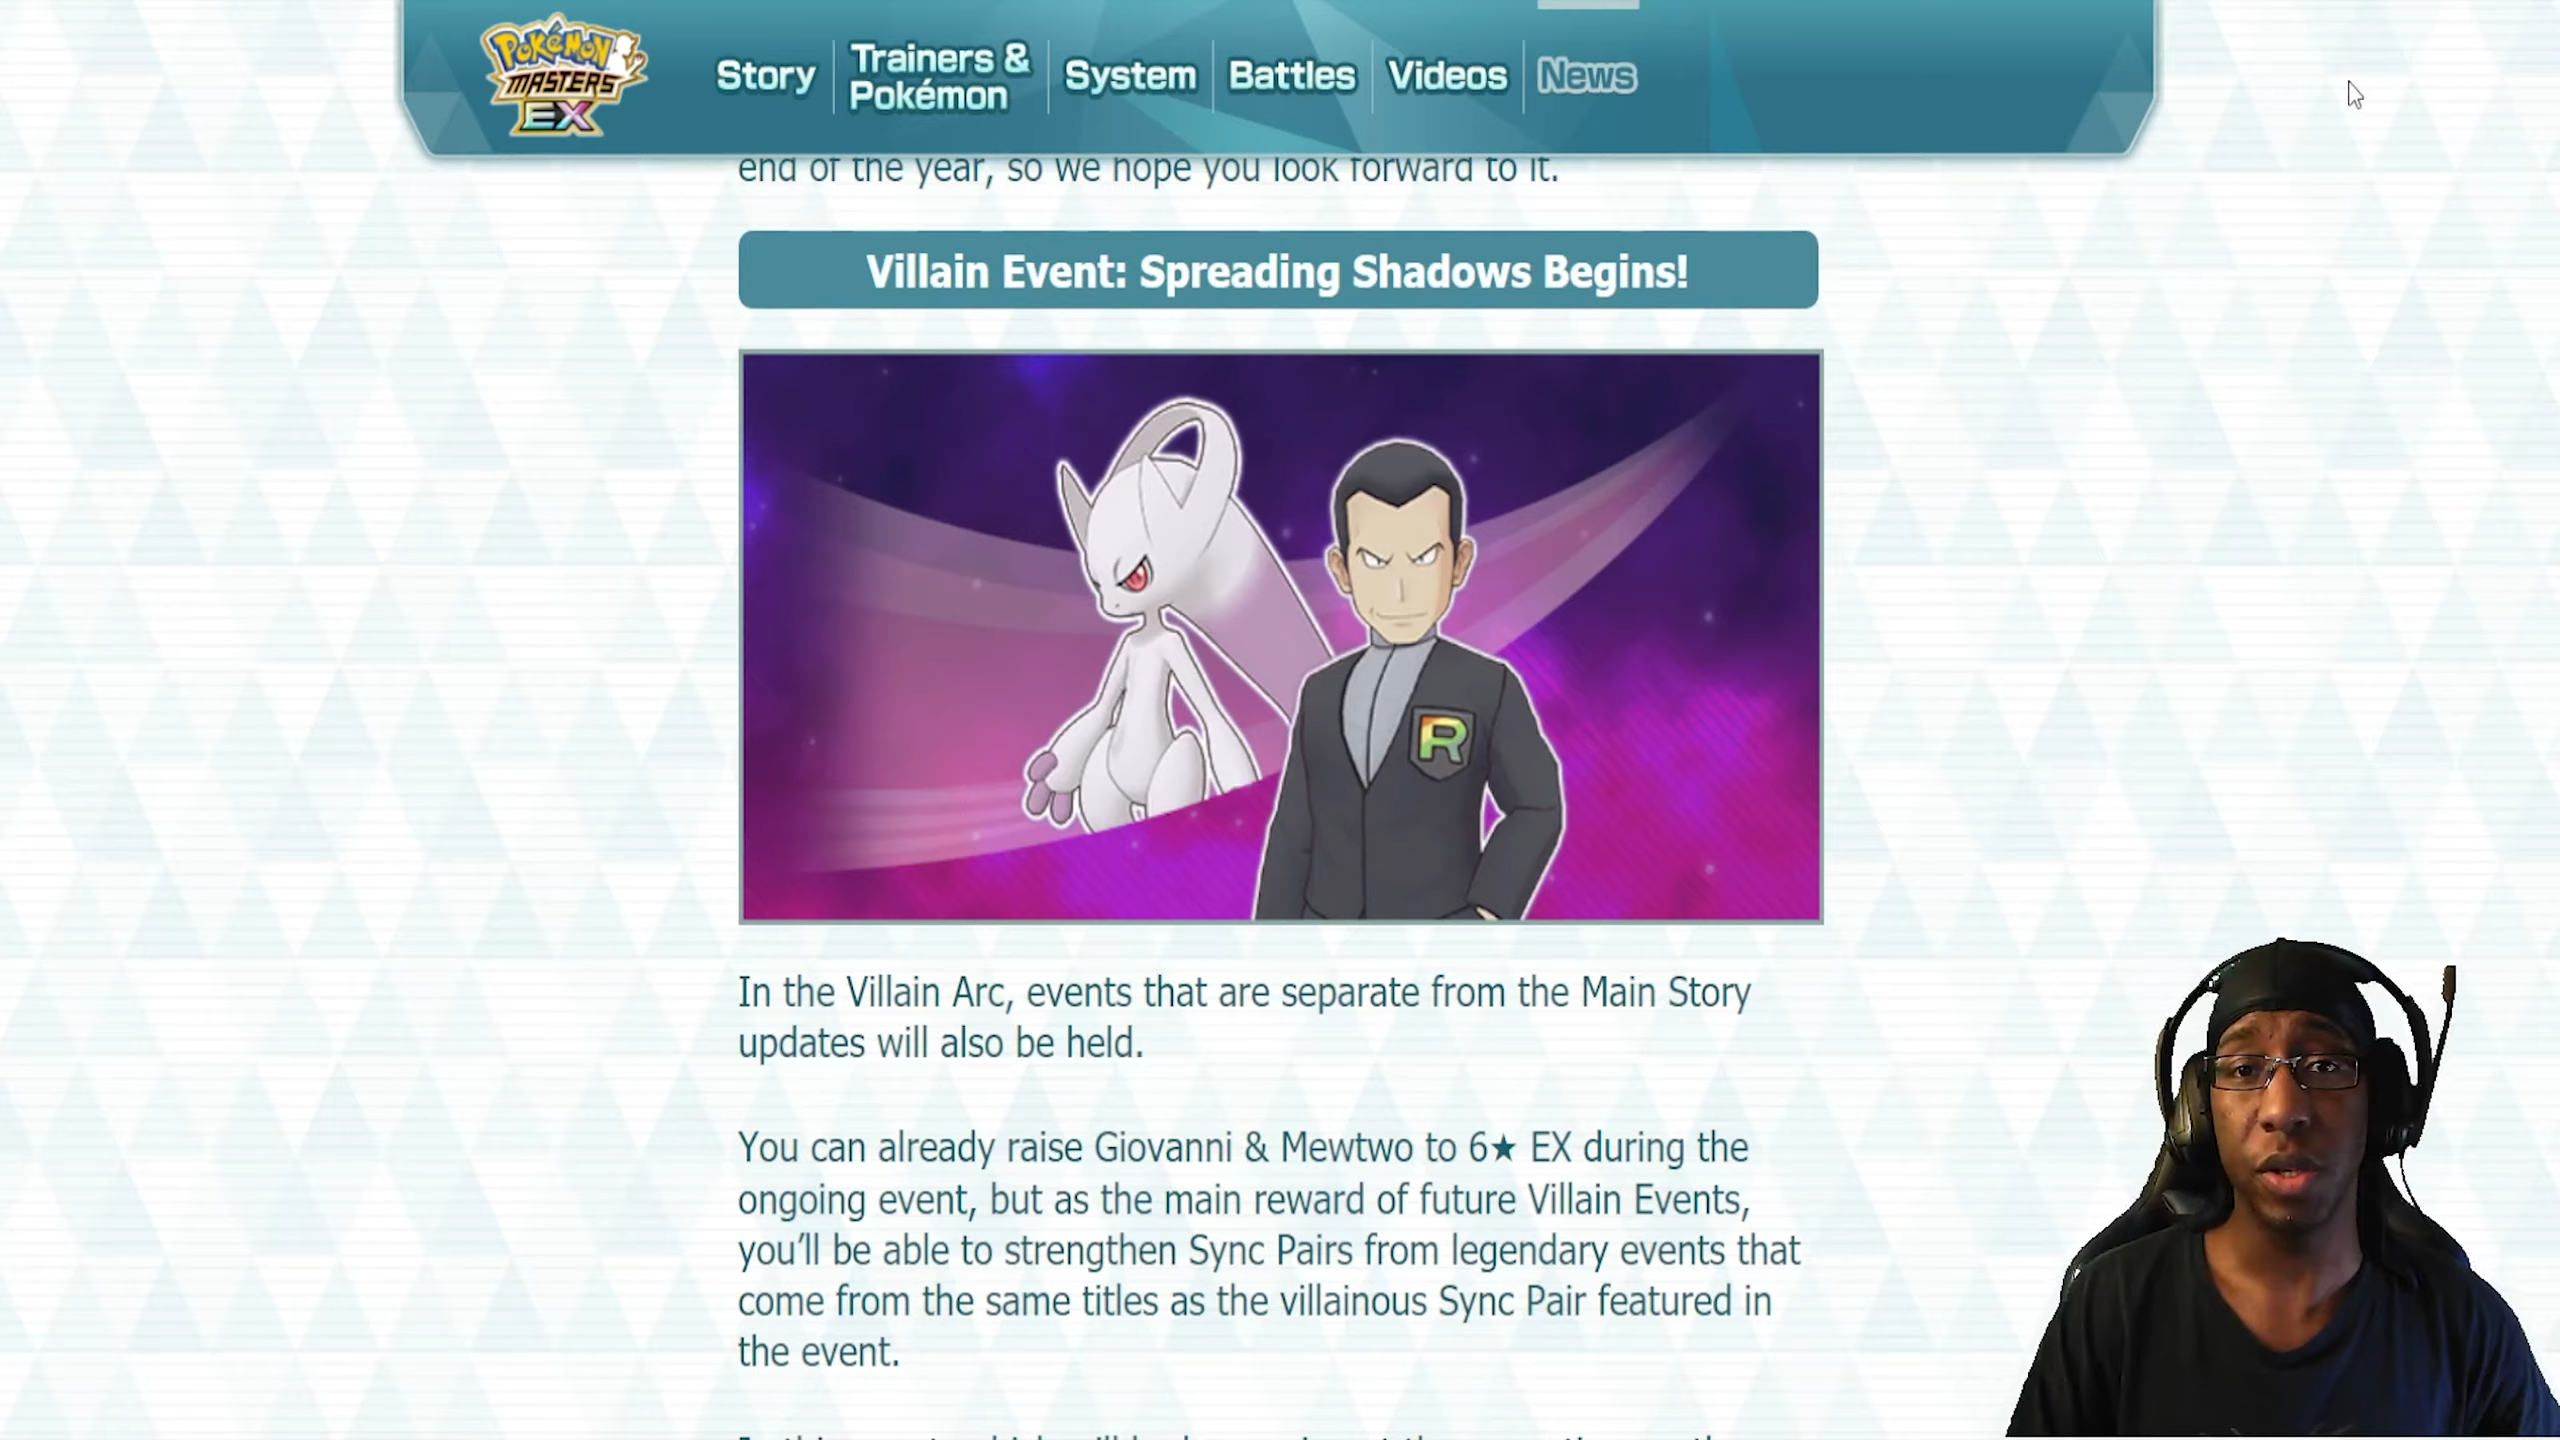 POKéMON
MASTERS
EX
Story
Trainers &
Pokémon
System
Battles
Videos
News
end of the year, so we hope you look forward to it.
Villain Event: Spreading Shadows Begins!
R
In the Villain Arc, events that are separate from the Main Story
updates will also be held.
You can already raise Giovanni & Mewtwo to 6★ EX during the
ongoing event, but as the main reward of future Villain Events,
you'll be able to strengthen Sync Pairs from legendary events that
come from the same titles as the villainous Sync Pair featured in
the event.